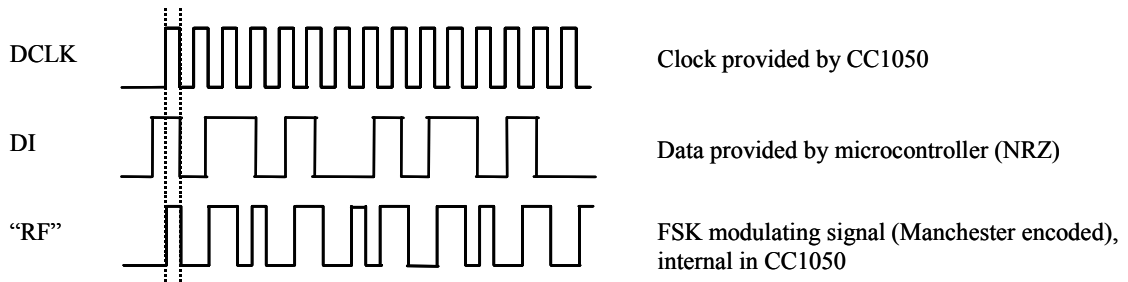 DCLK
Clock provided by CC1050
DI
Data provided by microcontroller (NRZ)
“RF”
FSK modulating signal (Manchester encoded),
internal in CC1050